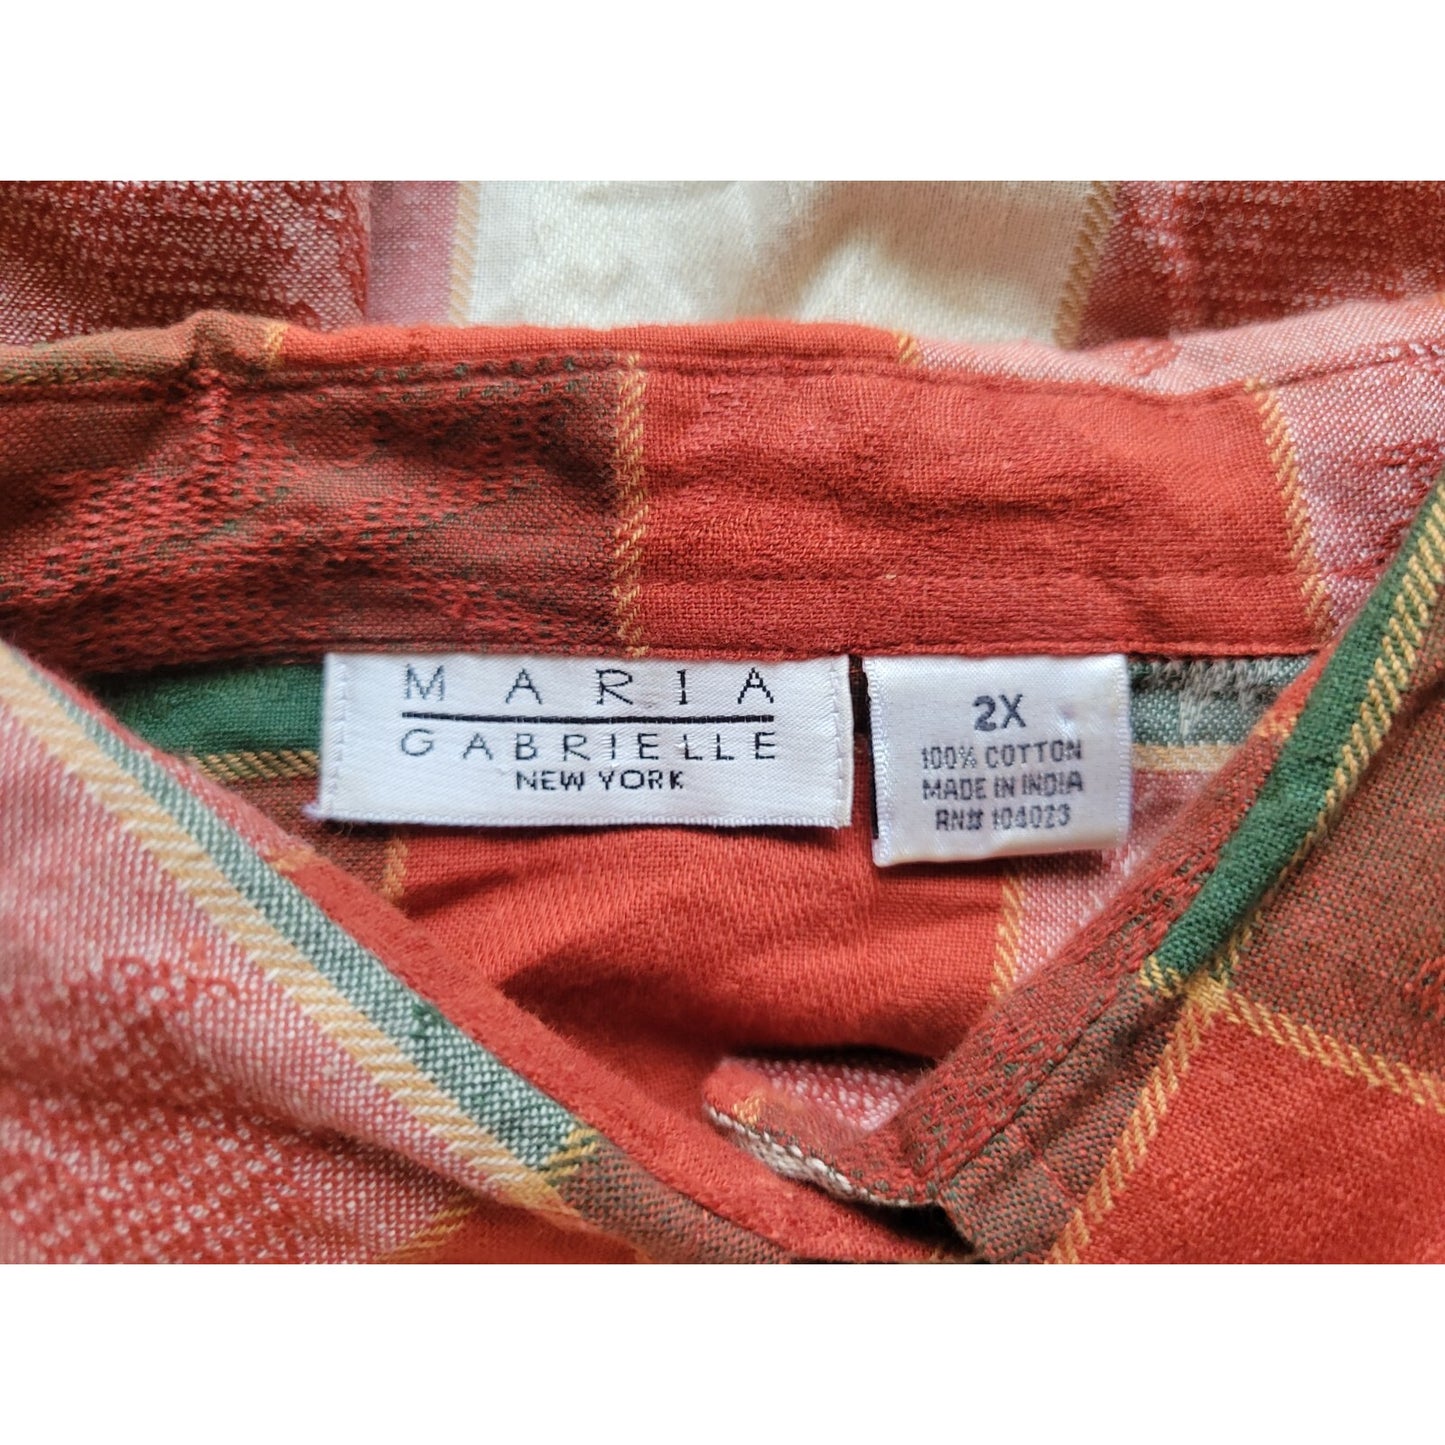 MARIA
GABRIELLE
NEW YORK
2X
100% COTTON
MADE IN INDIA
RN# 104023